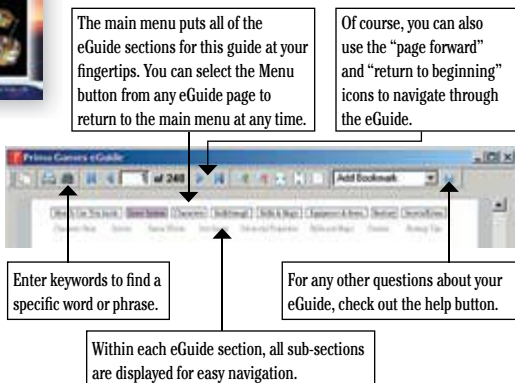 The main menu puts all of the
eGuide sections for this guide at your
fingertips. You can select the Menu
button from any eGuide page to
return to the main menu at any time.
Of course, you can also
use the “page forward”
and “return to beginning”
icons to navigate through
the eGuide.
Prima Games eGuide
1 of 240
Add Bookmark
Enter keywords to find a
specific word or phrase.
For any other questions about your
eGuide, check out the help button.
Within each eGuide section, all sub-sections
are displayed for easy navigation.